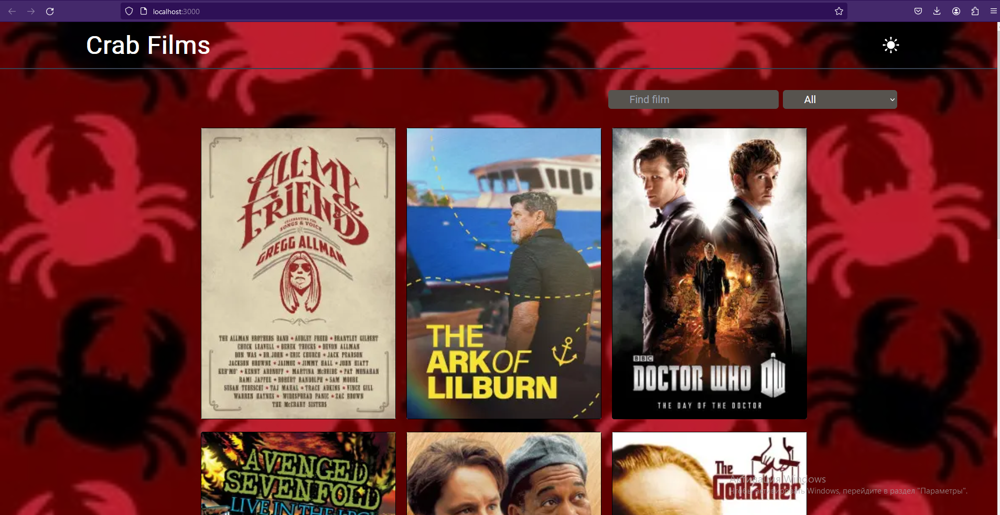 localhost:3000
Crab Films
Find film
All
ALL MY
FRIENDS
CELEBRATING THE
SONGS & VOICE
OF
GREGG ALLMAN
THE ALLMAN BROTHERS BAND ★ AUDLEY FREED ★ BRANTLEY GILBERT
CHUCK LEAVELL ★ DEREK TRUCKS ★ DEVON ALLMAN
DON WAS ★ DR. JOHN ★ ERIC CHURCH ★ JACK PEARSON
JACKSON BROWNE ★ JAIMOE ★ JIMMY HALL ★ JOHN HIATT
KEB' MO' ★ KENNY ARONOFF ★ MARTINA McBRIDE ★ PAT MONAHAN
RAMI JAFFEE ★ ROBERT RANDOLPH ★ SAM MOORE
SUSAN TEDESCHI ★ TAJ MAHAL ★ TRACE ADKINS ★ VINCE GILL
WARREN HAYNES ★ WIDESPREAD PANIC ★ ZAC BROWN
THE McCRARY SISTERS
THE
ARK OF
LILBURN
BBC
DOCTOR WHO DW
THE DAY OF THE DOCTOR
AVENGED
SEVENFOLD
LIVE IN THE LBC
The
Godfather
Активация Windows
Чтобы активировать Windows, перейдите в раздел "Параметры".